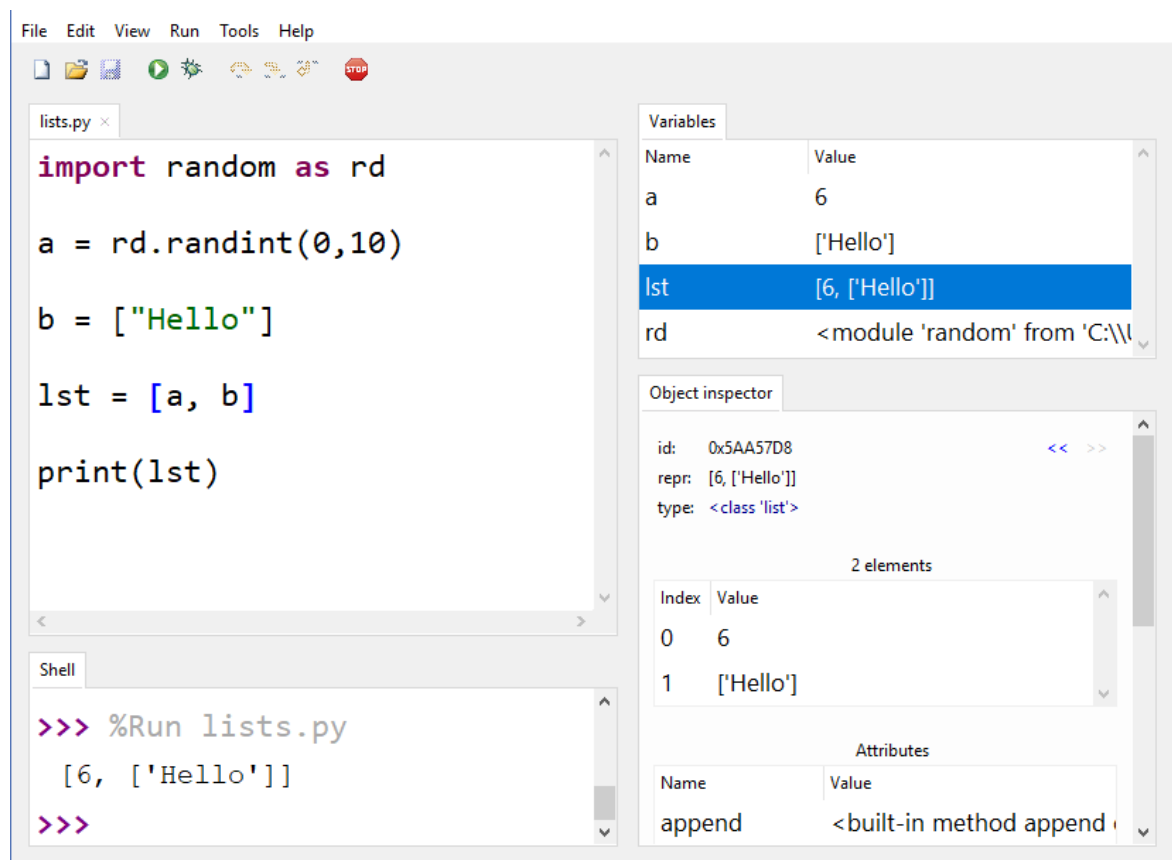 File Edit View Run Tools Help
STOP
lists.py ×
import random as rd
a = rd.randint(0,10)
b = ["Hello"]
lst = [a, b]
print(lst)
Shell
>>> %Run lists.py
[6, ['Hello']]
>>>
Variables
Name Value
a 6
b ['Hello']
lst [6, ['Hello']]
rd <module 'random' from 'C:\\
Object inspector
id: 0x5AA57D8 << >>
repr: [6, ['Hello']]
type: <class 'list'>
2 elements
Index Value
0 6
1 ['Hello']
Attributes
Name Value
append <built-in method append